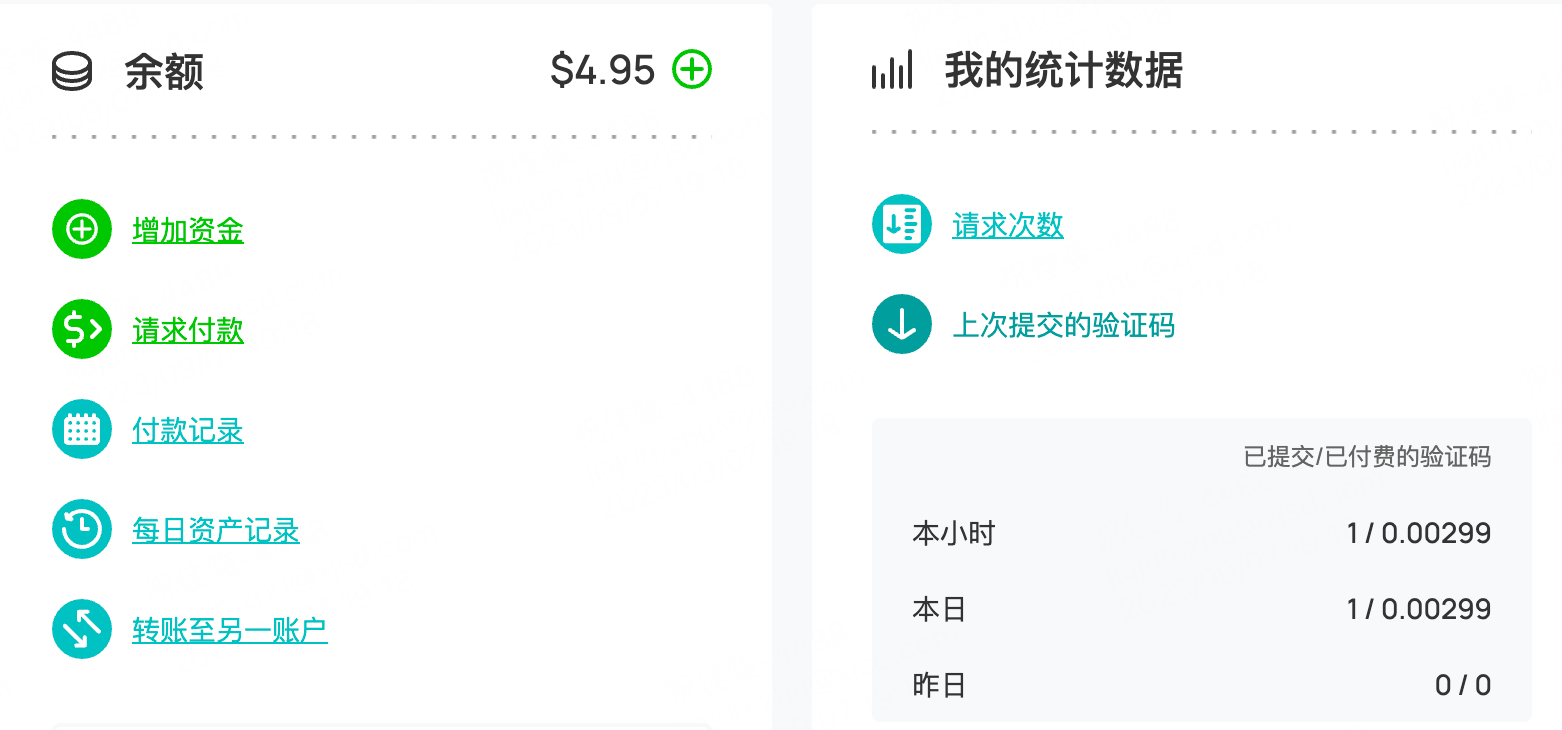 余额
$4.95
增加资金
请求付款
付款记录
每日资产记录
转账至另一账户
我的统计数据
请求次数
上次提交的验证码
已提交/已付费的验证码
本小时 1 / 0.00299
本日 1 / 0.00299
昨日 0 / 0